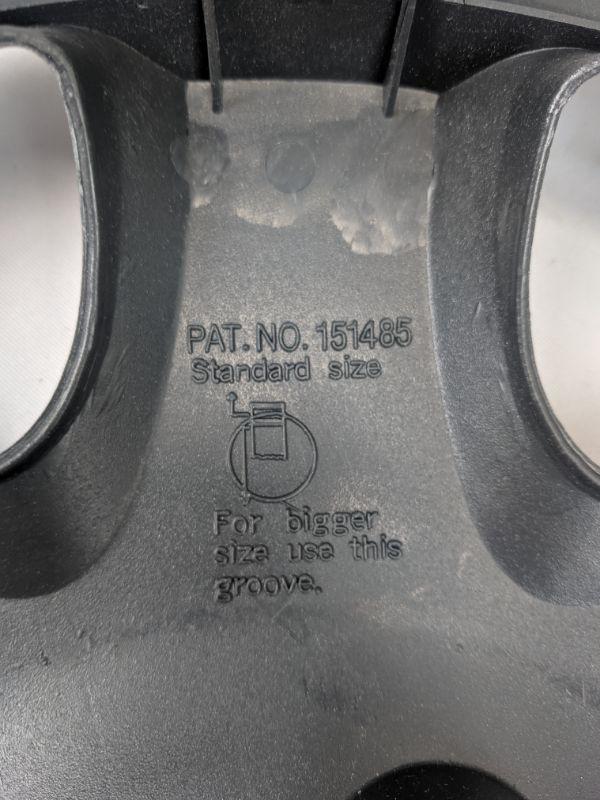 PAT.NO. 151485
Standard size
For bigger
size use this
groove.